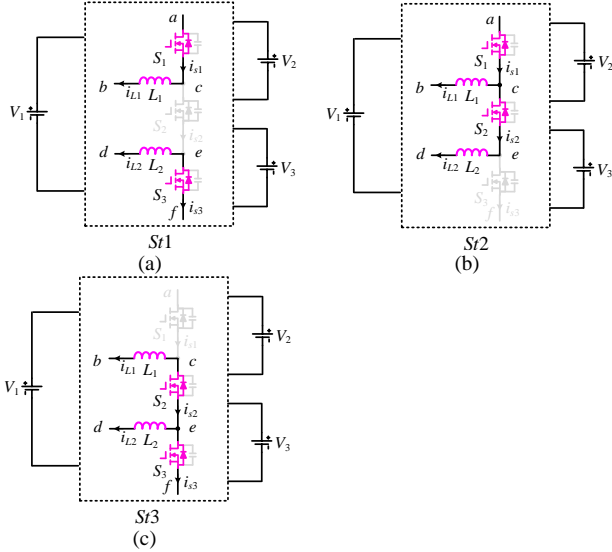 a
S1
is1
b
iL1
L1
c
S2
is2
d
iL2
L2
e
S3
is3
f
V1
V2
V3
St1
(a)
a
S1
is1
b
iL1
L1
c
S2
is2
d
iL2
L2
e
S3
is3
f
V1
V2
V3
St2
(b)
a
S1
is1
b
iL1
L1
c
S2
is2
d
iL2
L2
e
S3
is3
f
V1
V2
V3
St3
(c)